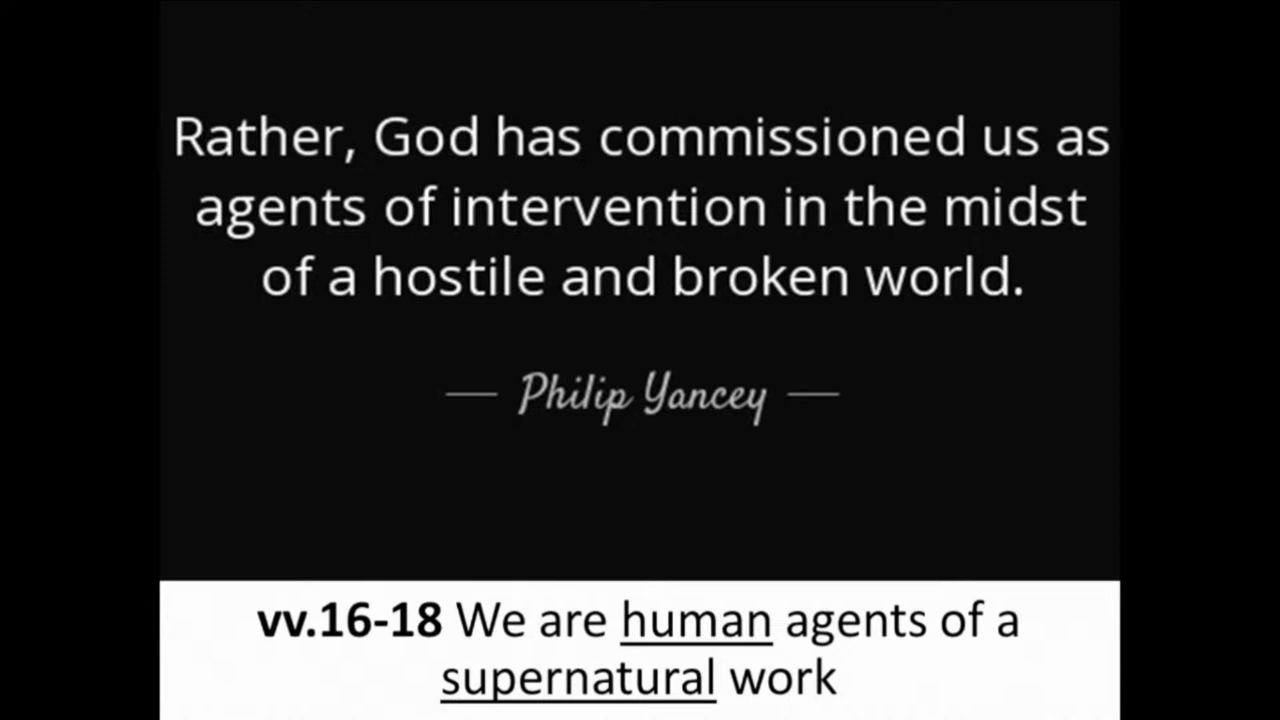 Rather, God has commissioned us as
agents of intervention in the midst
of a hostile and broken world.
— Philip Yancey —
vv.16-18 We are human agents of a
supernatural work